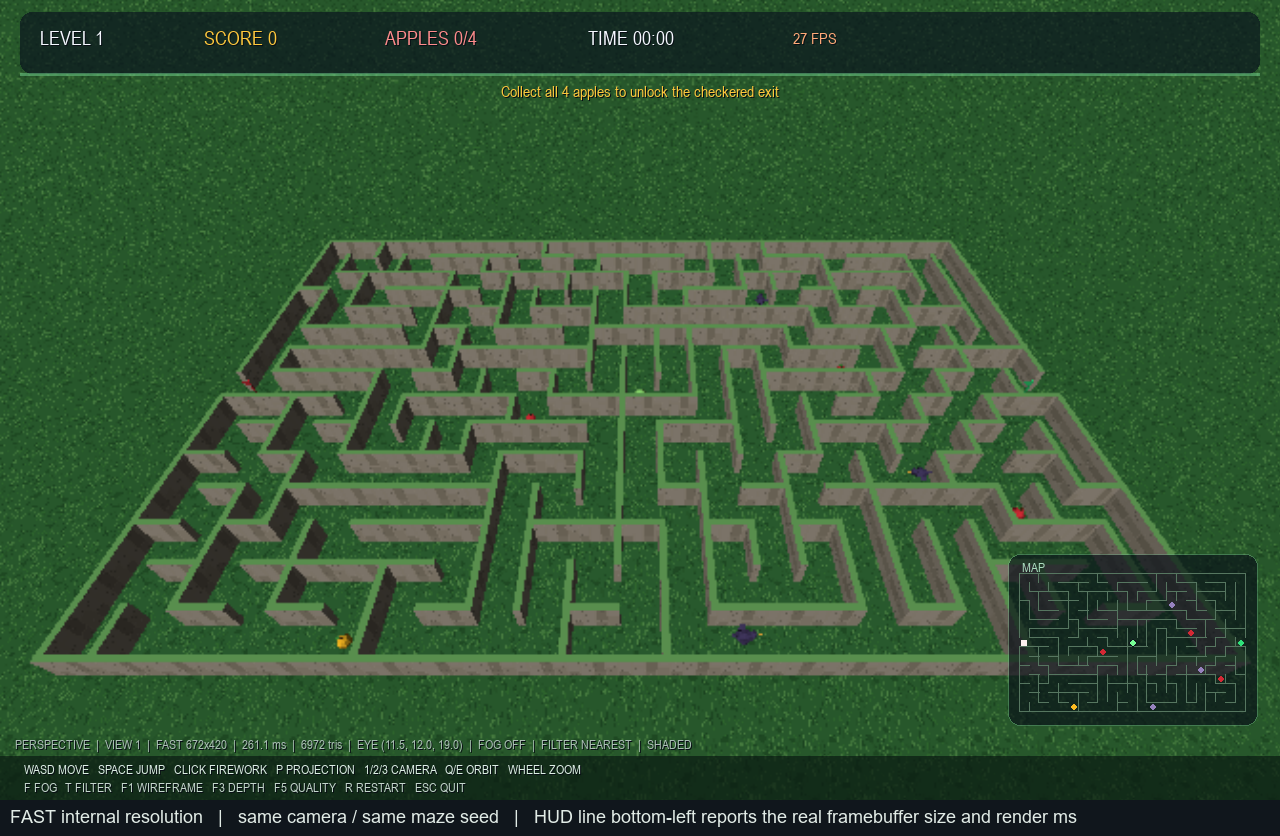 LEVEL 1 SCORE 0 APPLES 0/4 TIME 00:00 27 FPS
Collect all 4 apples to unlock the checkered exit
MAP
PERSPECTIVE | VIEW 1 | FAST 672x420 | 261.1 ms | 6972 tris | EYE (11.5, 12.0, 19.0) | FOG OFF | FILTER NEAREST | SHADED
WASD MOVE SPACE JUMP CLICK FIREWORK P PROJECTION 1/2/3 CAMERA Q/E ORBIT WHEEL ZOOM
F FOG T FILTER F1 WIREFRAME F3 DEPTH F5 QUALITY R RESTART ESC QUIT
FAST internal resolution | same camera / same maze seed | HUD line bottom-left reports the real framebuffer size and render ms